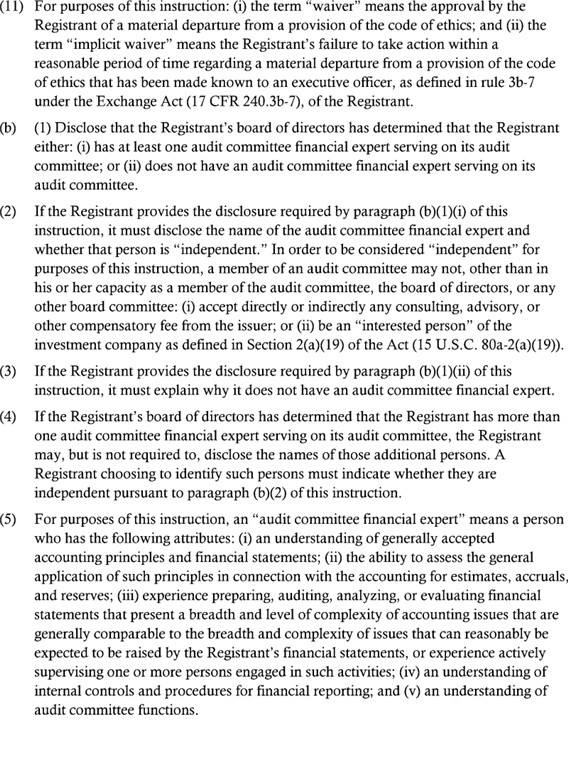 (11) For purposes of this instruction: (i) the term “waiver” means the approval by the
Registrant of a material departure from a provision of the code of ethics; and (ii) the
term “implicit waiver” means the Registrant’s failure to take action within a
reasonable period of time regarding a material departure from a provision of the code
of ethics that has been made known to an executive officer, as defined in rule 3b-7
under the Exchange Act (17 CFR 240.3b-7), of the Registrant.
(b) (1) Disclose that the Registrant’s board of directors has determined that the Registrant
either: (i) has at least one audit committee financial expert serving on its audit
committee; or (ii) does not have an audit committee financial expert serving on its
audit committee.
(2) If the Registrant provides the disclosure required by paragraph (b)(1)(i) of this
instruction, it must disclose the name of the audit committee financial expert and
whether that person is “independent.” In order to be considered “independent” for
purposes of this instruction, a member of an audit committee may not, other than in
his or her capacity as a member of the audit committee, the board of directors, or any
other board committee: (i) accept directly or indirectly any consulting, advisory, or
other compensatory fee from the issuer; or (ii) be an “interested person” of the
investment company as defined in Section 2(a)(19) of the Act (15 U.S.C. 80a-2(a)(19)).
(3) If the Registrant provides the disclosure required by paragraph (b)(1)(ii) of this
instruction, it must explain why it does not have an audit committee financial expert.
(4) If the Registrant’s board of directors has determined that the Registrant has more than
one audit committee financial expert serving on its audit committee, the Registrant
may, but is not required to, disclose the names of those additional persons. A
Registrant choosing to identify such persons must indicate whether they are
independent pursuant to paragraph (b)(2) of this instruction.
(5) For purposes of this instruction, an “audit committee financial expert” means a person
who has the following attributes: (i) an understanding of generally accepted
accounting principles and financial statements; (ii) the ability to assess the general
application of such principles in connection with the accounting for estimates, accruals,
and reserves; (iii) experience preparing, auditing, analyzing, or evaluating financial
statements that present a breadth and level of complexity of accounting issues that are
generally comparable to the breadth and complexity of issues that can reasonably be
expected to be raised by the Registrant’s financial statements, or experience actively
supervising one or more persons engaged in such activities; (iv) an understanding of
internal controls and procedures for financial reporting; and (v) an understanding of
audit committee functions.